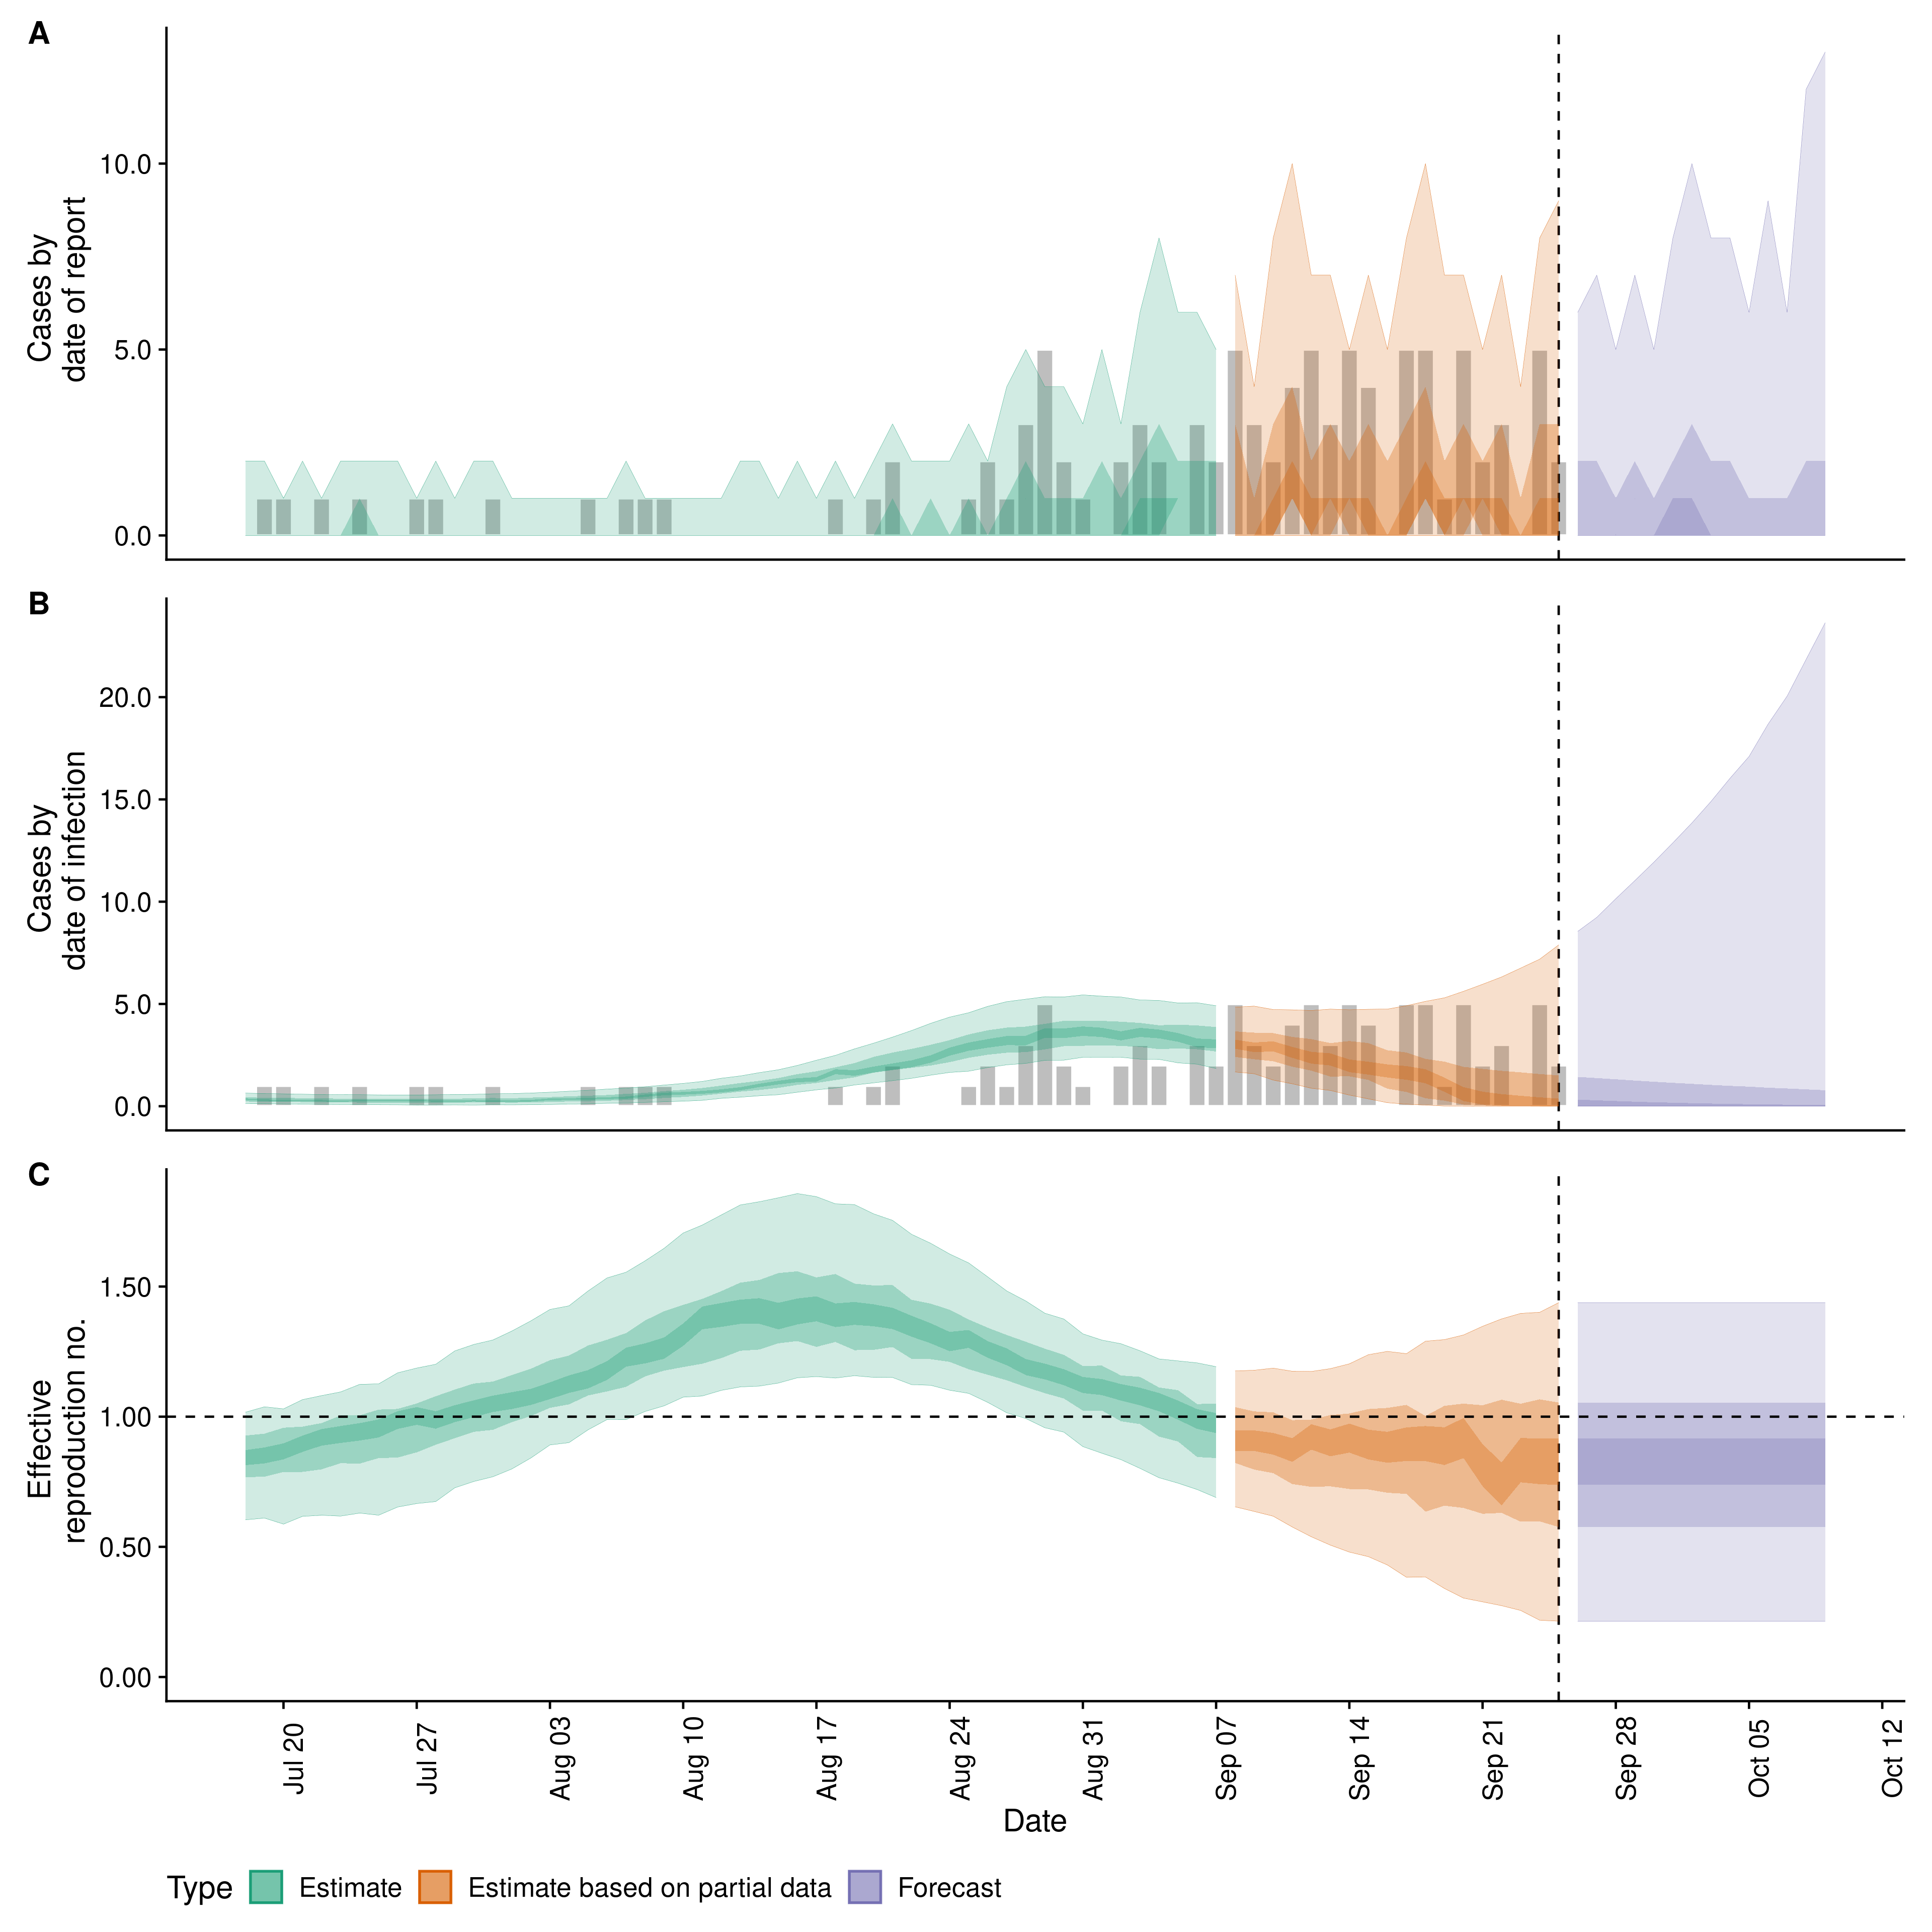 A
Cases by
date of report
10.0
5.0
0.0
B
Cases by
date of infection
20.0
15.0
10.0
5.0
0.0
C
Effective
reproduction no.
1.50
1.00
0.50
0.00
Jul 20
Jul 27
Aug 03
Aug 10
Aug 17
Aug 24
Aug 31
Sep 07
Sep 14
Sep 21
Sep 28
Oct 05
Oct 12
Date
Type Estimate Estimate based on partial data Forecast